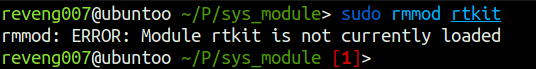 reveng007@ubuntoo ~/P/sys_module> sudo rmmod rtkit
rmmod: ERROR: Module rtkit is not currently loaded
reveng007@ubuntoo ~/P/sys_module [1]>